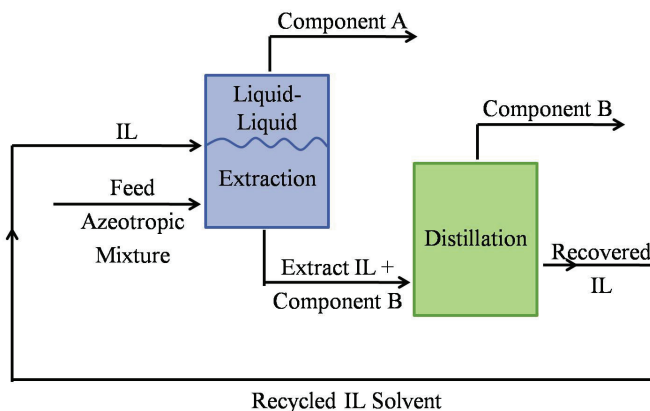 Component A
Liquid-
Liquid
Extraction
IL
Feed
Azeotropic
Mixture
Extract IL +
Component B
Component B
Distillation
Recovered
IL
Recycled IL Solvent